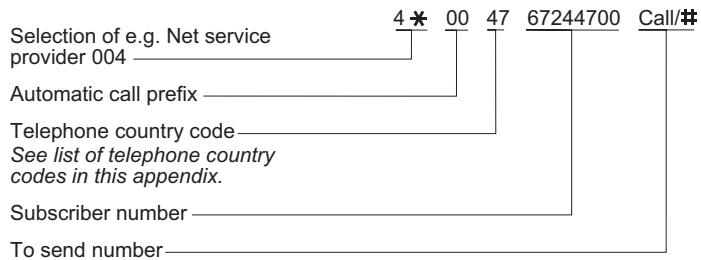 4✱ 00 47 67244700 Call/#
Selection of e.g. Net service
provider 004
Automatic call prefix
Telephone country code
See list of telephone country
codes in this appendix.
Subscriber number
To send number